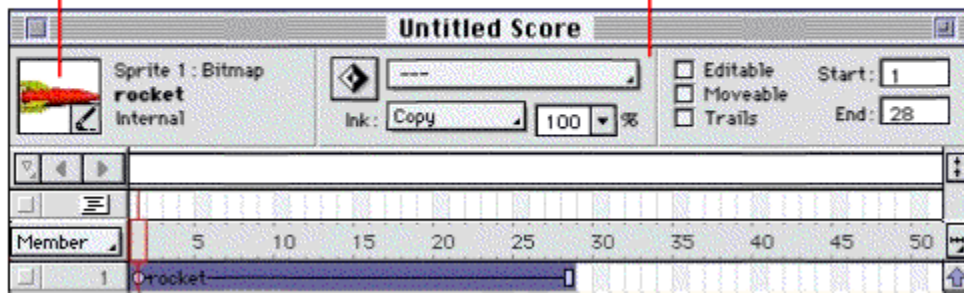 Untitled Score
Sprite 1 : Bitmap
rocket
Internal
---
Ink: Copy
100 %
Editable
Moveable
Trails
Start: 1
End: 28
Member
5 10 15 20 25 30 35 40 45 50
1 rocket